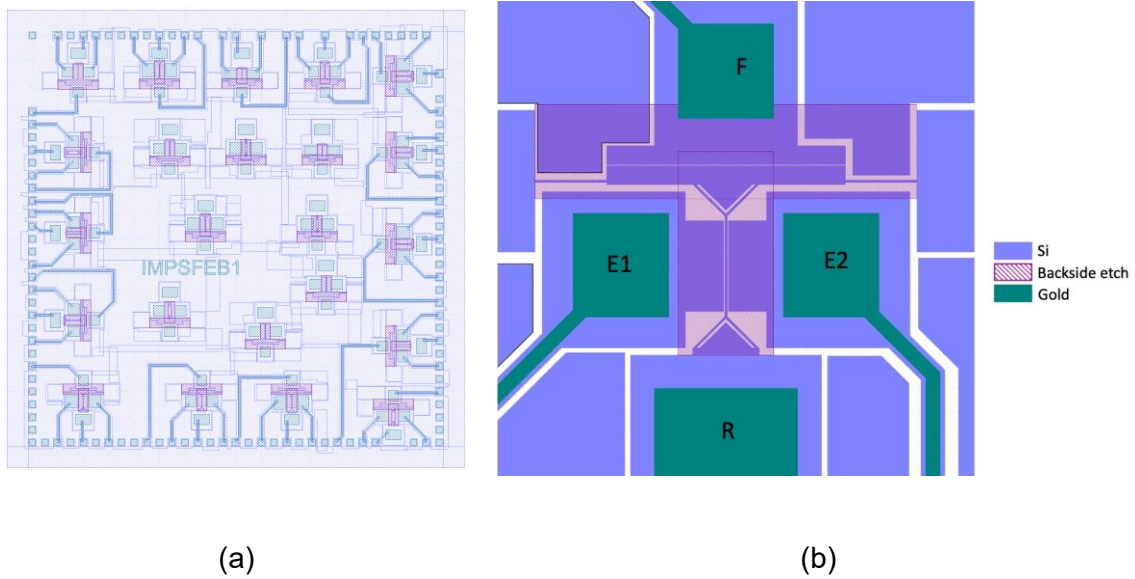 IMPSFEB1
F
E1
E2
R
Si
Backside etch
Gold
(a)
(b)